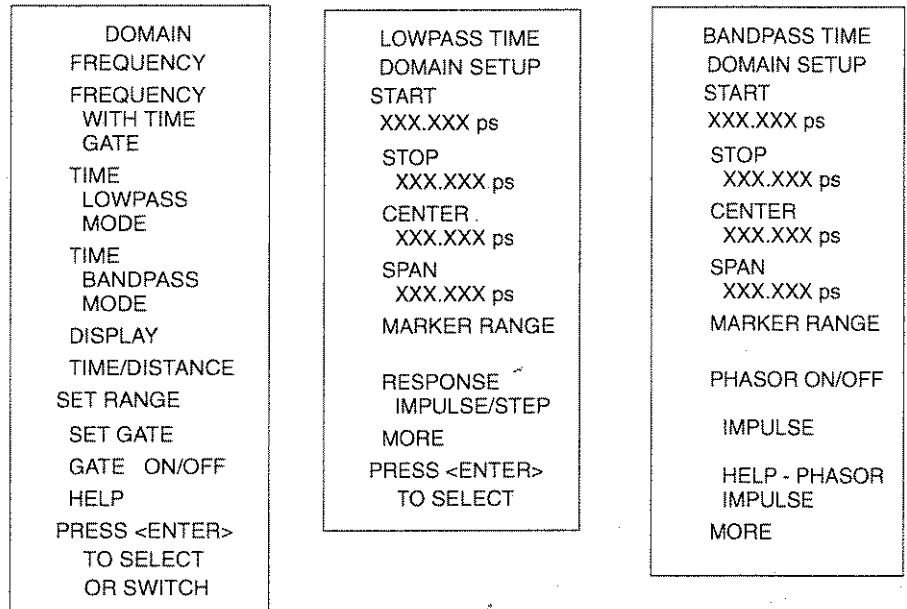 DOMAIN
FREQUENCY
FREQUENCY
WITH TIME
GATE
TIME
LOWPASS
MODE
TIME
BANDPASS
MODE
DISPLAY
TIME/DISTANCE
SET RANGE
SET GATE
GATE ON/OFF
HELP
PRESS <ENTER>
TO SELECT
OR SWITCH
LOWPASS TIME
DOMAIN SETUP
START
XXX.XXX ps
STOP
XXX.XXX ps
CENTER
XXX.XXX ps
SPAN
XXX.XXX ps
MARKER RANGE
RESPONSE
IMPULSE/STEP
MORE
PRESS <ENTER>
TO SELECT
BANDPASS TIME
DOMAIN SETUP
START
XXX.XXX ps
STOP
XXX.XXX ps
CENTER
XXX.XXX ps
SPAN
XXX.XXX ps
MARKER RANGE
PHASOR ON/OFF
IMPULSE
HELP - PHASOR
IMPULSE
MORE